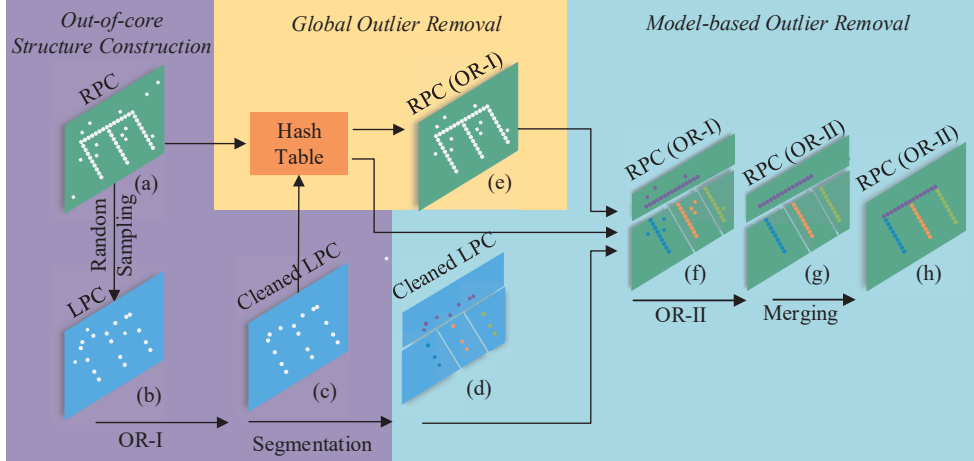 Out-of-core
Structure Construction
Global Outlier Removal
Model-based Outlier Removal
RPC
(a)
Random
Sampling
LPC
(b)
OR-I
Hash
Table
RPC (OR-I)
(e)
Cleaned LPC
(c)
Segmentation
Cleaned LPC
(d)
RPC (OR-I)
(f)
OR-II
RPC (OR-II)
(g)
Merging
RPC (OR-II)
(h)